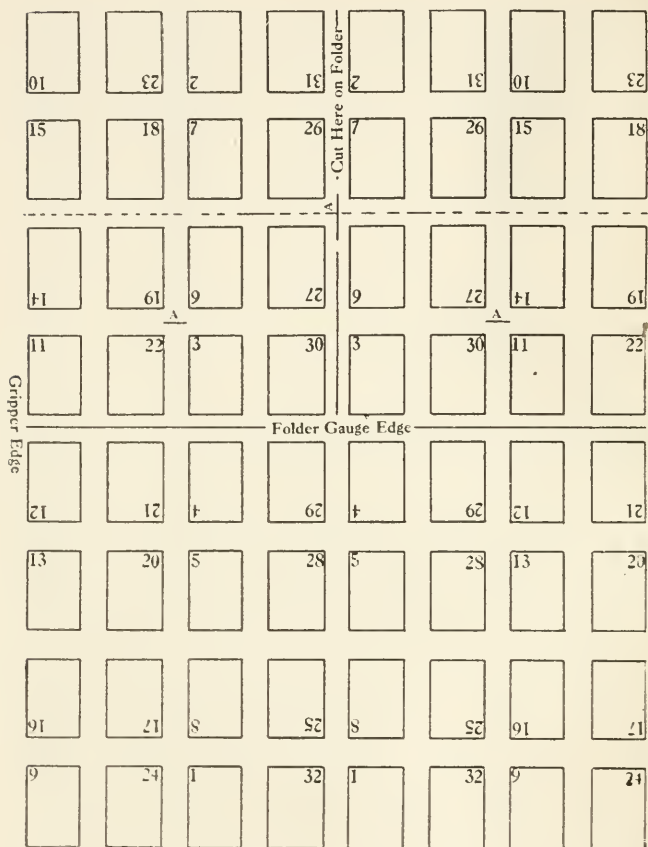 10 23 2 31 2 31 10 23
Cut Here on Folder
15 18 7 26 7 26 15 18
A
14 19 6 27 6 27 14 19
A A
11 22 3 30 3 30 11 22
Gripper Edge
Folder Gauge Edge
12 21 4 29 4 29 12 21
13 20 5 28 5 28 13 20
16 17 8 25 8 25 16 17
9 24 1 32 1 32 9 24